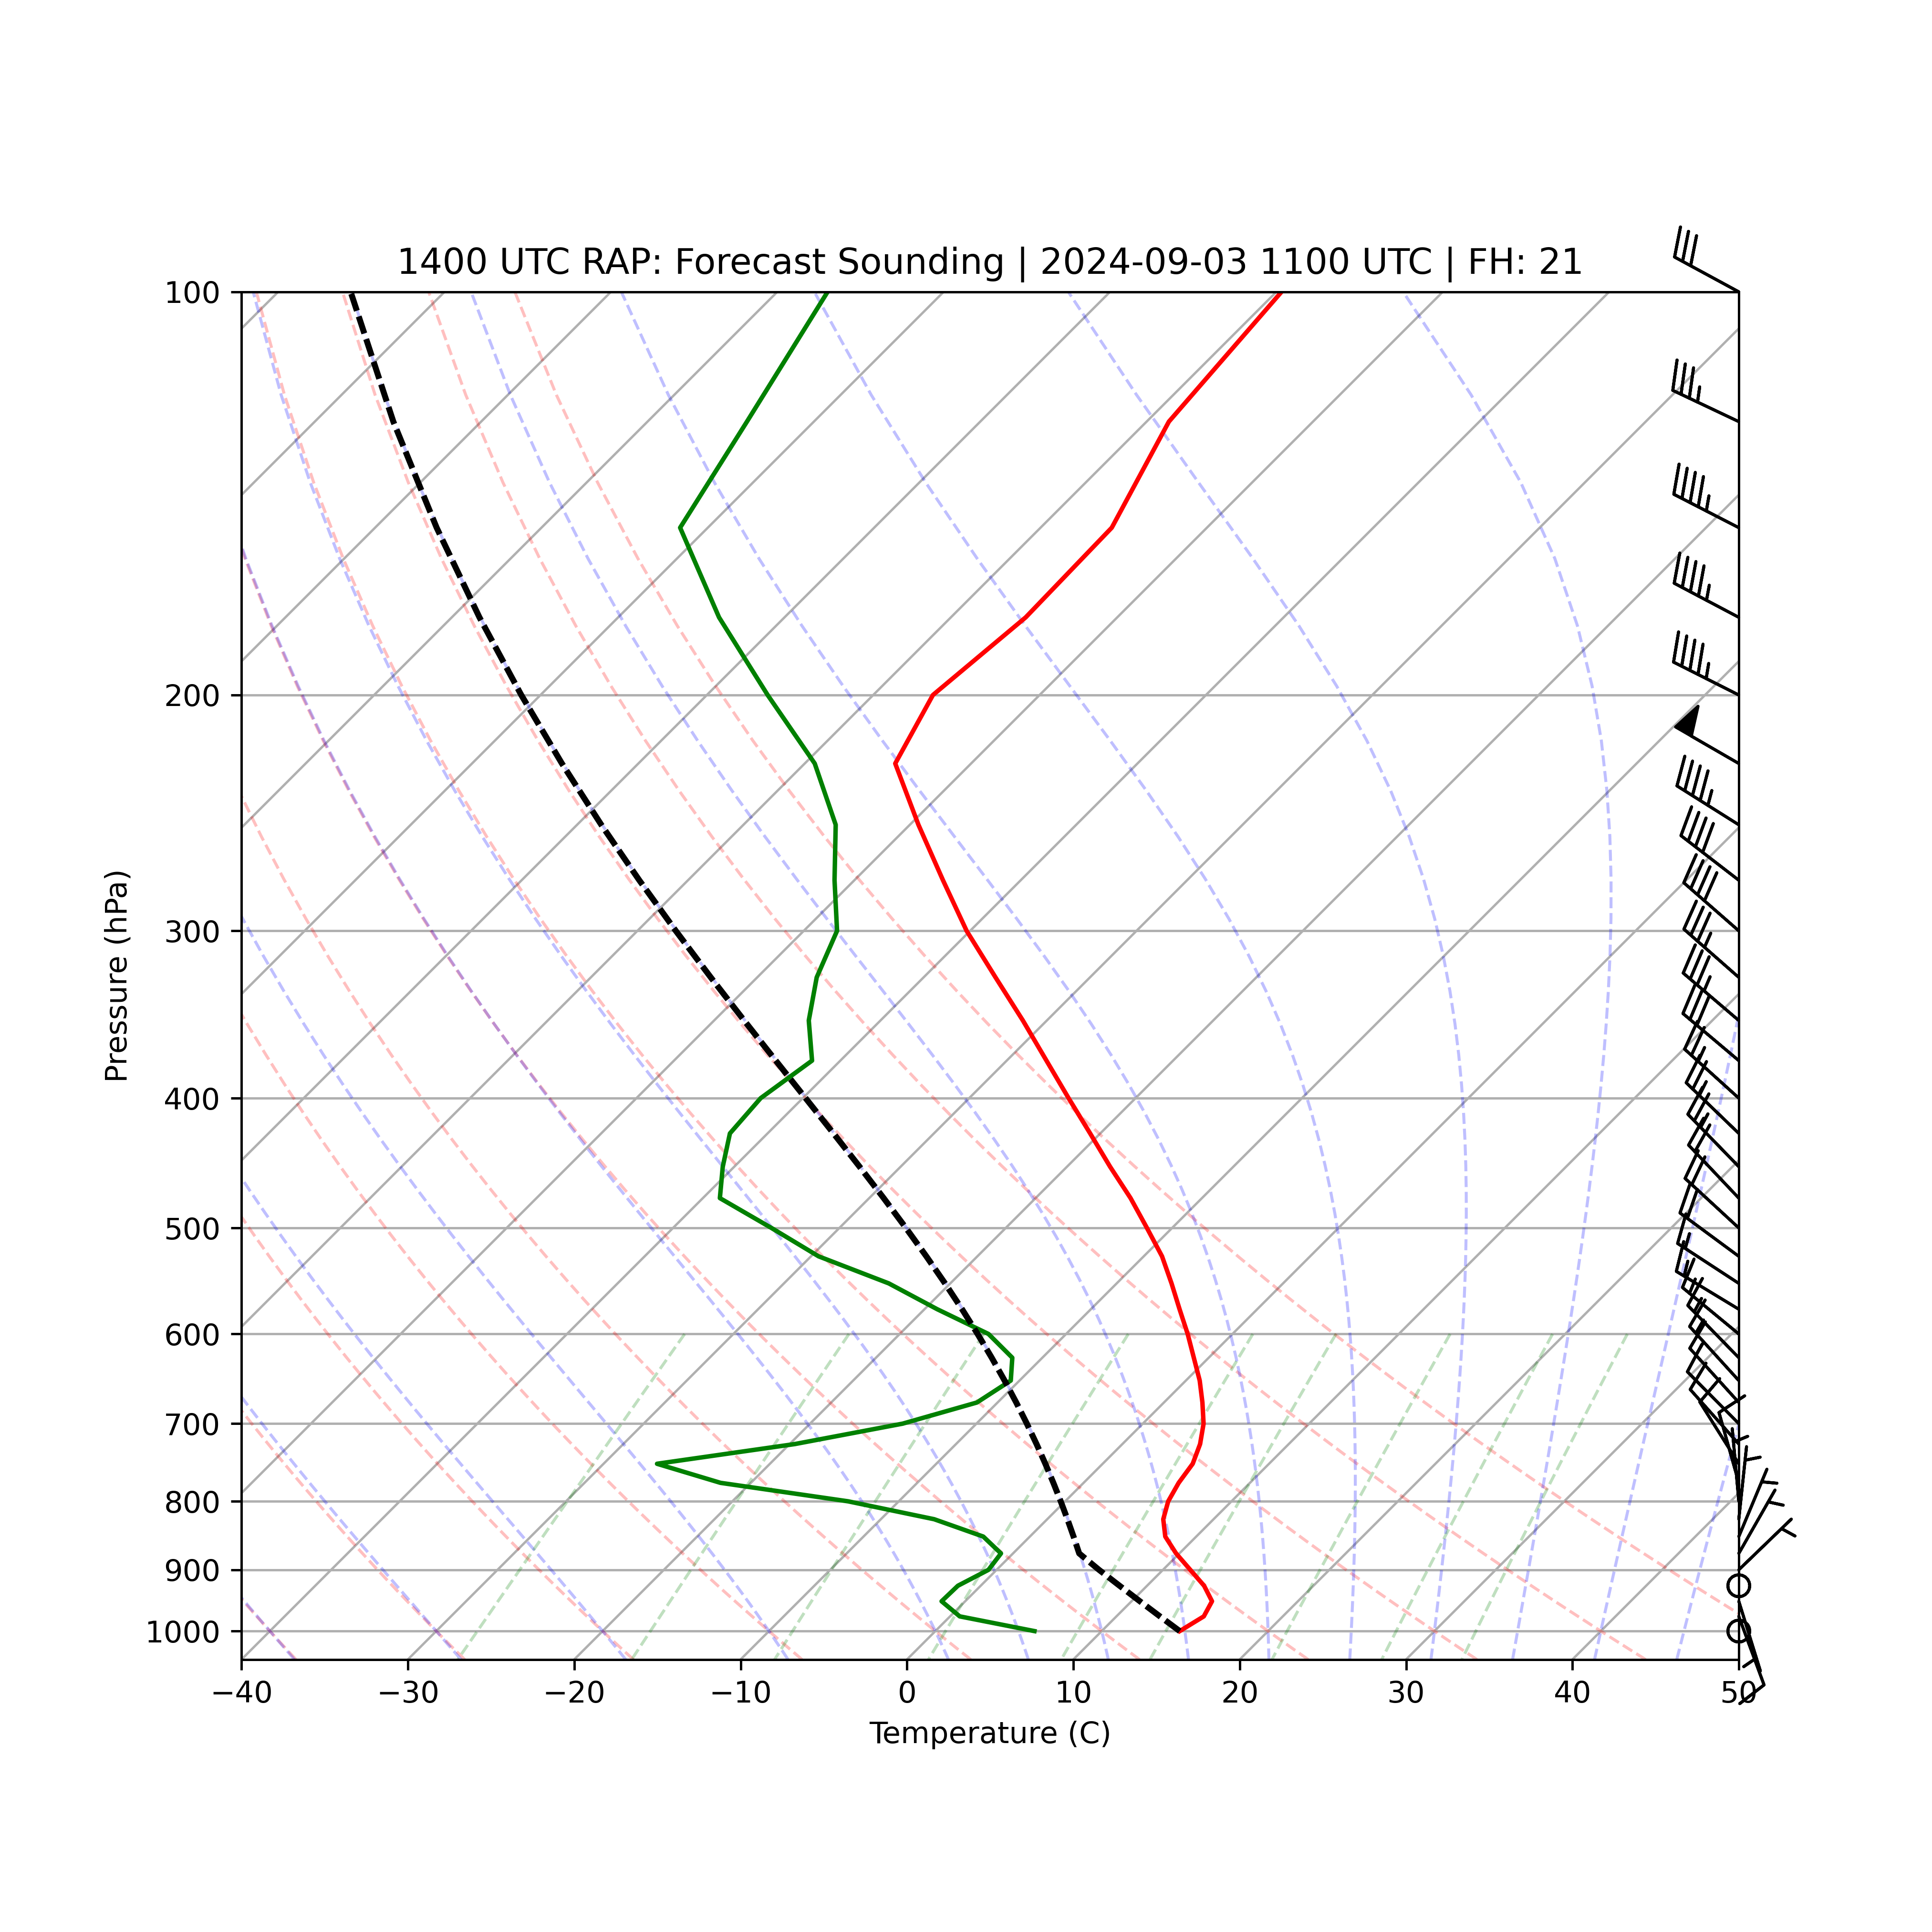 1400 UTC RAP: Forecast Sounding | 2024-09-03 1100 UTC | FH: 21
100
200
300
400
500
600
700
800
900
1000
Pressure (hPa)
−40 −30 −20 −10 0 10 20 30 40 50
Temperature (C)